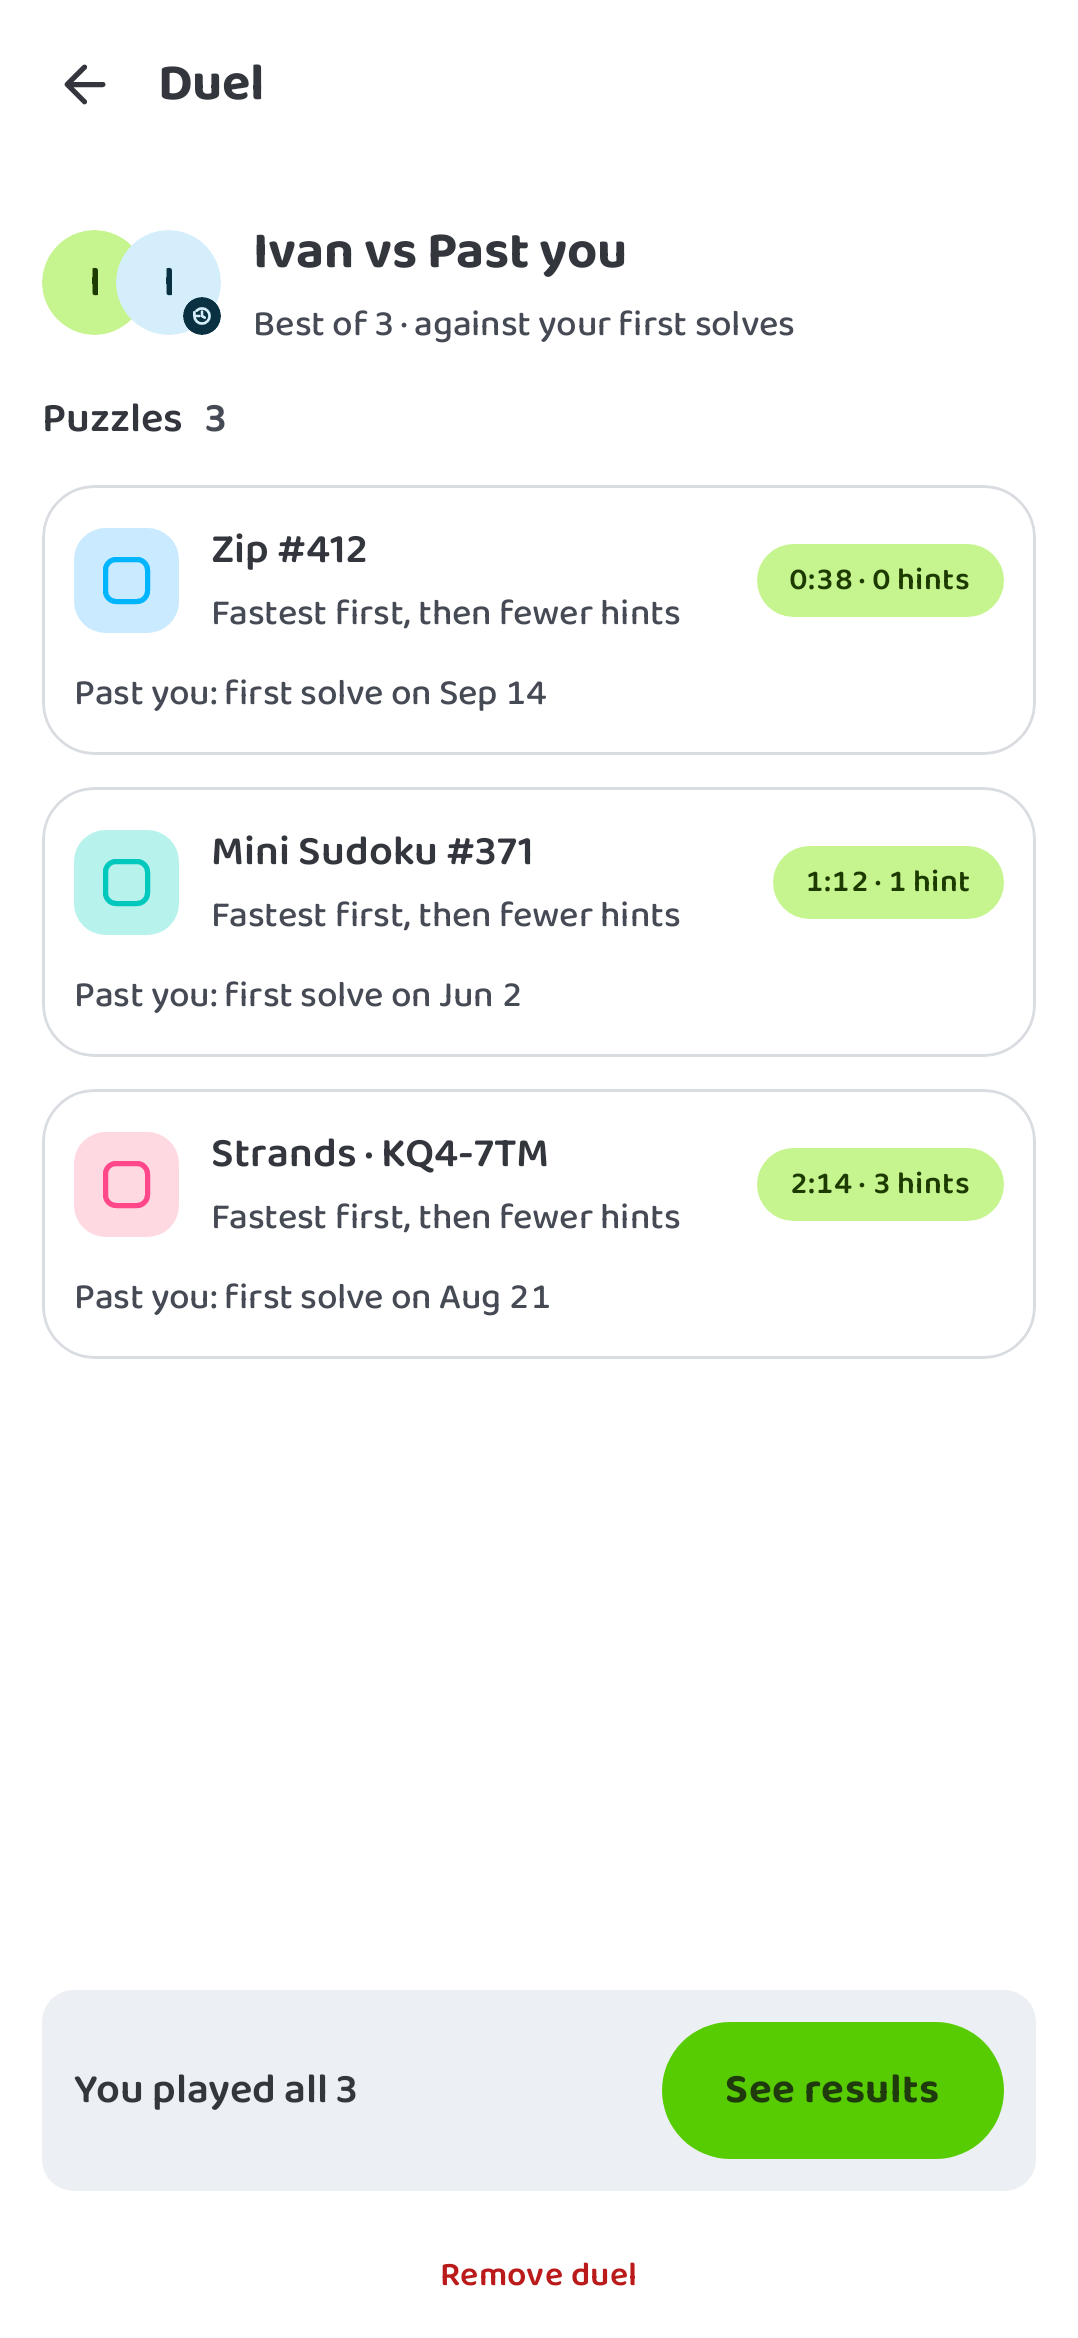 Duel
I I
Ivan vs Past you
Best of 3 · against your first solves
Puzzles 3
Zip #412
Fastest first, then fewer hints
0:38 · 0 hints
Past you: first solve on Sep 14
Mini Sudoku #371
Fastest first, then fewer hints
1:12 · 1 hint
Past you: first solve on Jun 2
Strands · KQ4-7TM
Fastest first, then fewer hints
2:14 · 3 hints
Past you: first solve on Aug 21
You played all 3
See results
Remove duel